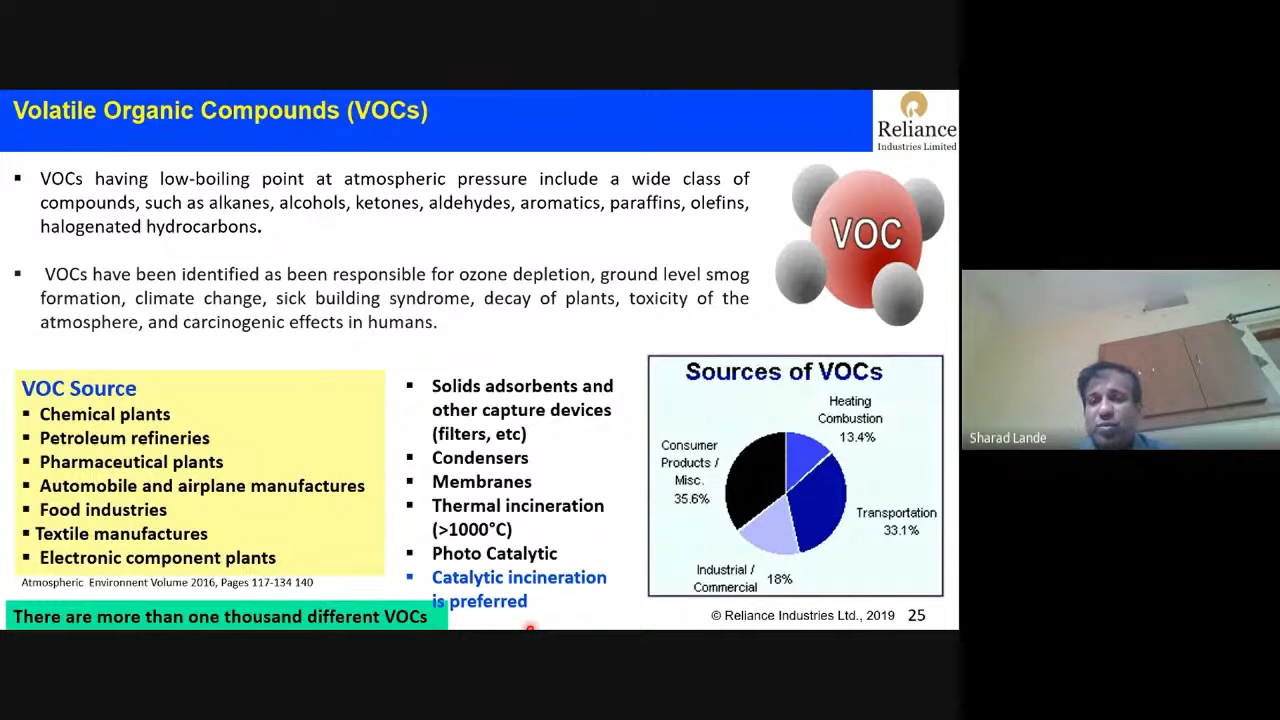 Volatile Organic Compounds (VOCs)
Reliance
Industries Limited
▪ VOCs having low-boiling point at atmospheric pressure include a wide class of
compounds, such as alkanes, alcohols, ketones, aldehydes, aromatics, paraffins, olefins,
halogenated hydrocarbons.
▪ VOCs have been identified as been responsible for ozone depletion, ground level smog
formation, climate change, sick building syndrome, decay of plants, toxicity of the
atmosphere, and carcinogenic effects in humans.
VOC
VOC Source
▪ Chemical plants
▪ Petroleum refineries
▪ Pharmaceutical plants
▪ Automobile and airplane manufactures
▪ Food industries
▪ Textile manufactures
▪ Electronic component plants
Atmospheric Environnent Volume 2016, Pages 117-134 140
There are more than one thousand different VOCs
▪ Solids adsorbents and
other capture devices
(filters, etc)
▪ Condensers
▪ Membranes
▪ Thermal incineration
(>1000°C)
▪ Photo Catalytic
▪ Catalytic incineration
is preferred
Sources of VOCs
Heating
Combustion
13.4%
Consumer
Products /
Misc.
35.6%
Transportation
33.1%
Industrial /
Commercial
18%
© Reliance Industries Ltd., 2019
25
Sharad Lande